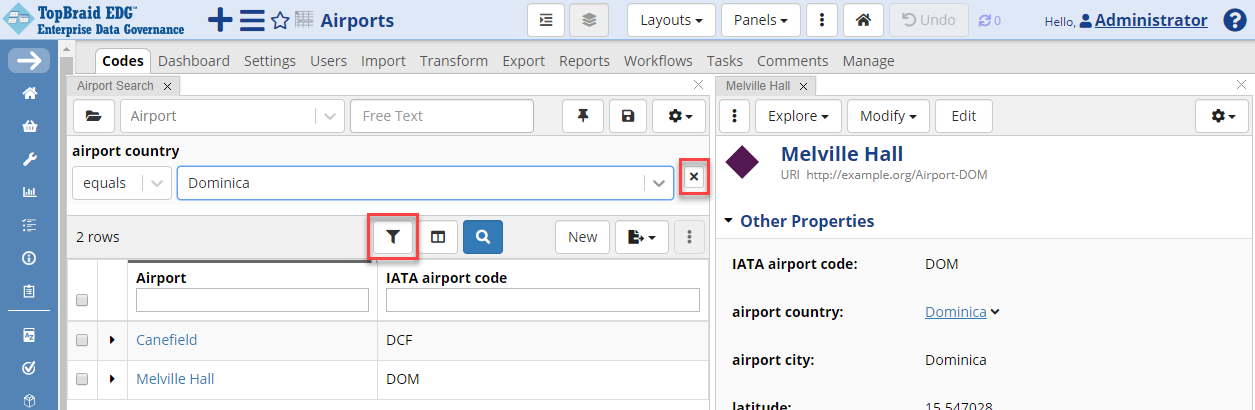 TopBraid EDG™
Enterprise Data Governance
Airports
Layouts
Panels
Undo
0
Hello, Administrator
?
Codes Dashboard Settings Users Import Transform Export Reports Workflows Tasks Comments Manage
Airport Search
Airport
Free Text
airport country
equals
Dominica
2 rows
New
Airport
IATA airport code
Canefield
DCF
Melville Hall
DOM
Melville Hall
Explore
Modify
Edit
Melville Hall
URI http://example.org/Airport-DOM
Other Properties
IATA airport code:
DOM
airport country:
Dominica
airport city:
Dominica
latitude:
15.547028